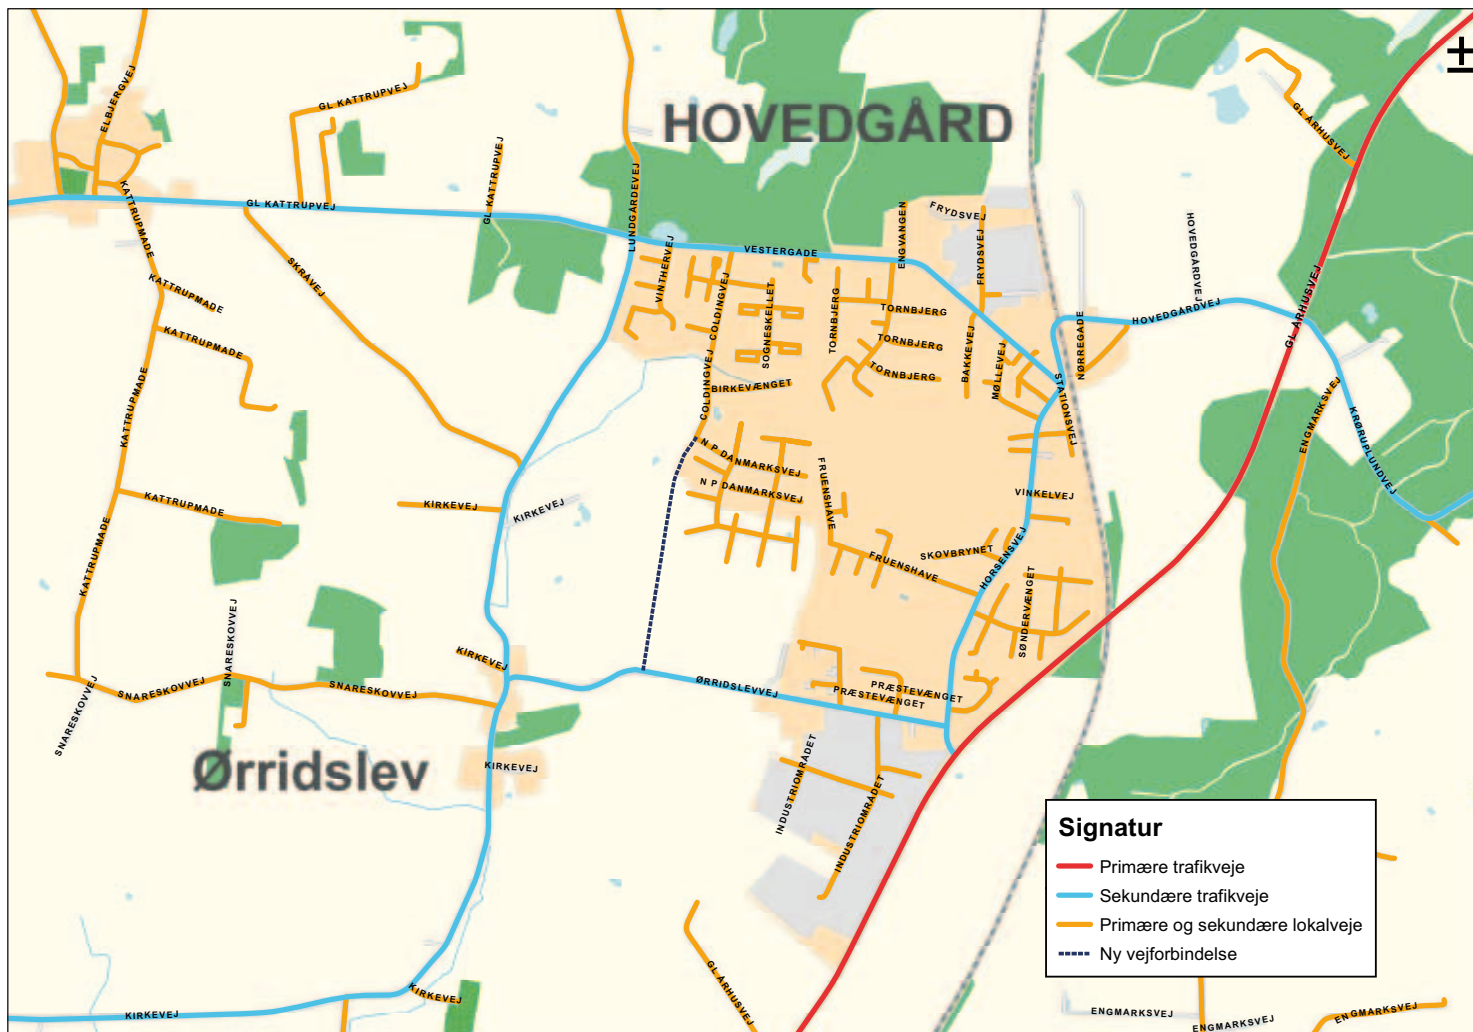 HOVEDGÅRD
ELBJERGVEJ
GL KATTRUPVEJ
GL ÅRHUSVEJ
GL KATTRUPVEJ
LUNDGÅRDEVEJ
KATTRUPMADE
GL KATTRUPVEJ
FRYDSVEJ
ENGVANGEN
FRYDSVEJ
HOVEDGÅRDVEJ
VESTERGADE
SKRÅVEJ
VINTHERVEJ
KATTRUPMADE
COLDINGVEJ
SOGNESKELLET
TORNBJERG
TORNBJERG
HOVEDGÅRDVEJ
GL ÅRHUSVEJ
KATTRUPMADE
TORNBJERG
BAKKEVEJ
NØRREGADE
TORNBJERG
MØLLEVEJ
STATIONSVEJ
BIRKEVÆNGET
COLDINGVEJ
KATTRUPMADE
ENGMARKSVEJ
KRØRUPLUNDVEJ
N P DANMARKSVEJ
N P DANMARKSVEJ
FRUENSHAVE
VINKELVEJ
KATTRUPMADE
KIRKEVEJ
KIRKEVEJ
KATTRUPMADE
SKOVBRYNET
FRUENSHAVE
HORSENSVEJ
SØNDERVÆNGET
SNARESKOVVEJ
KIRKEVEJ
SNARESKOVVEJ
SNARESKOVVEJ
SNARESKOVVEJ
ØRRIDSLEVVEJ
PRÆSTEVÆNGET
PRÆSTEVÆNGET
Ørridslev
KIRKEVEJ
INDUSTRIOMRÅDET
INDUSTRIOMRÅDET
Signatur
Primære trafikveje
Sekundære trafikveje
Primære og sekundære lokalveje
Ny vejforbindelse
GL ÅRHUSVEJ
KIRKEVEJ
KIRKEVEJ
ENGMARKSVEJ
ENGMARKSVEJ
ENGMARKSVEJ